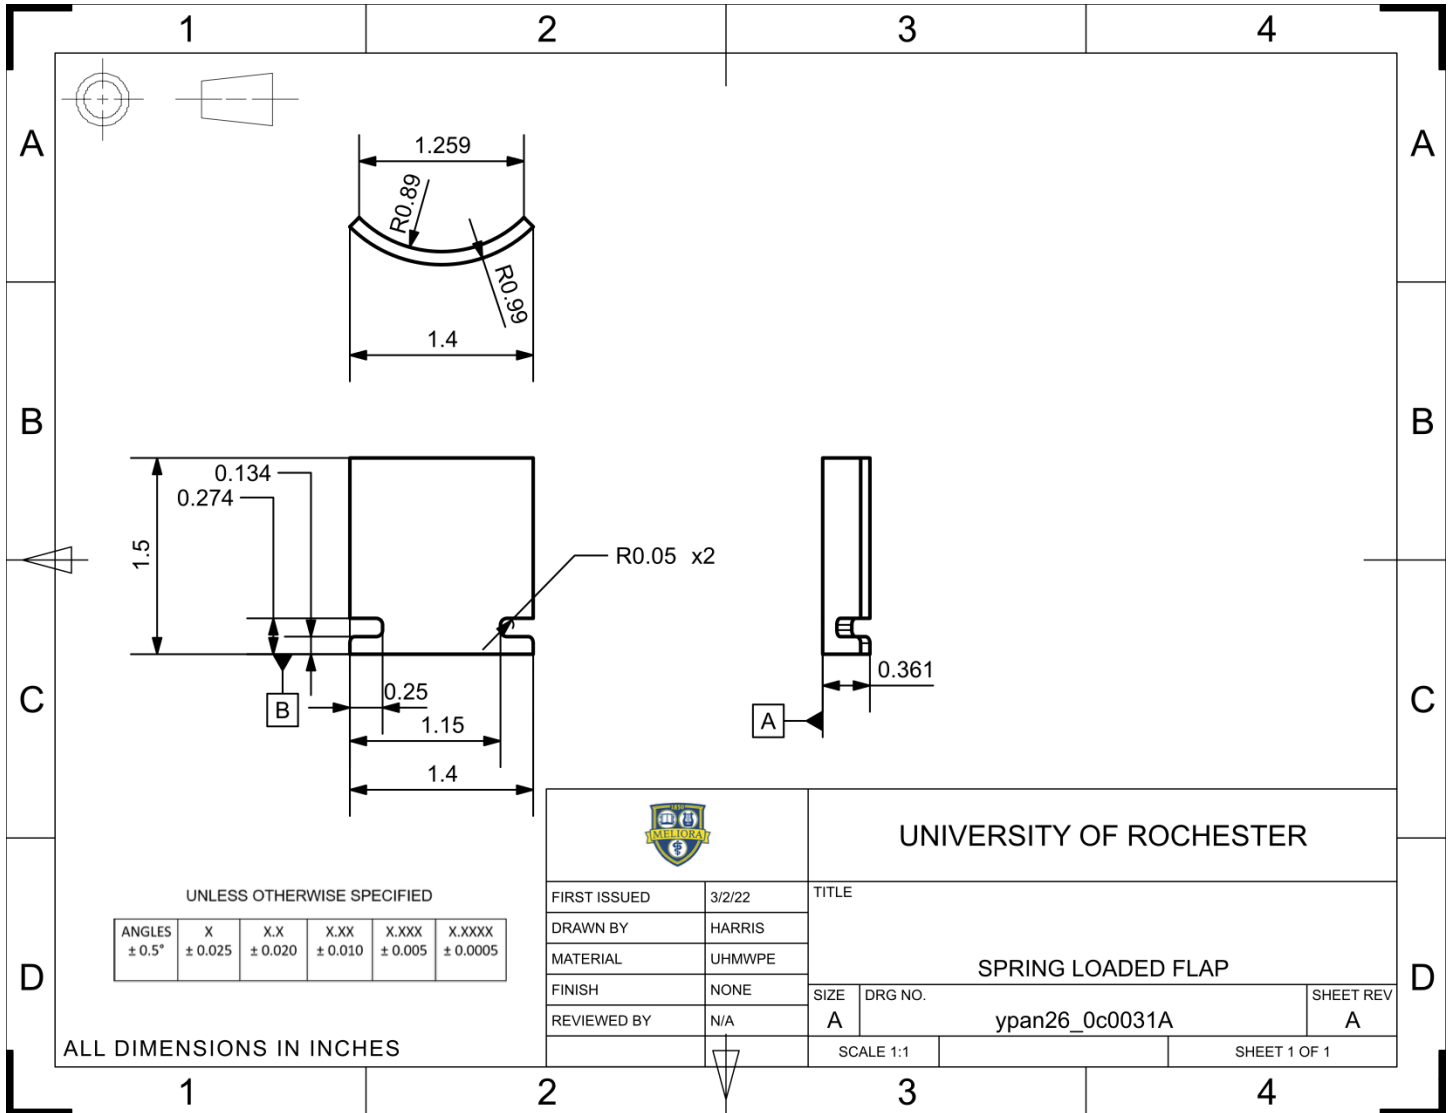 1 2 3 4
A A
1.259
R0.89
R0.99
1.4
B B
0.134
0.274
1.5
R0.05 x2
0.361
C C
0.25
B
A
1.15
1.4
1850
MELIORA
UNIVERSITY OF ROCHESTER
UNLESS OTHERWISE SPECIFIED
FIRST ISSUED 3/2/22
TITLE
ANGLES X X.X X.XX X.XXX X.XXXX
± 0.5° ± 0.025 ± 0.020 ± 0.010 ± 0.005 ± 0.0005
DRAWN BY HARRIS
MATERIAL UHMWPE
SPRING LOADED FLAP
D D
FINISH NONE
SIZE DRG NO. SHEET REV
A ypan26_0c0031A A
REVIEWED BY N/A
ALL DIMENSIONS IN INCHES
SCALE 1:1 SHEET 1 OF 1
1 2 3 4